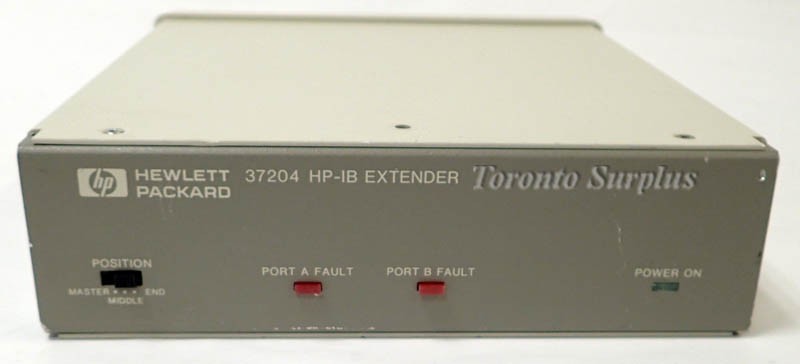 hp HEWLETT PACKARD 37204 HP-IB EXTENDER Toronto Surplus
POSITION
MASTER END
MIDDLE
PORT A FAULT
PORT B FAULT
POWER ON